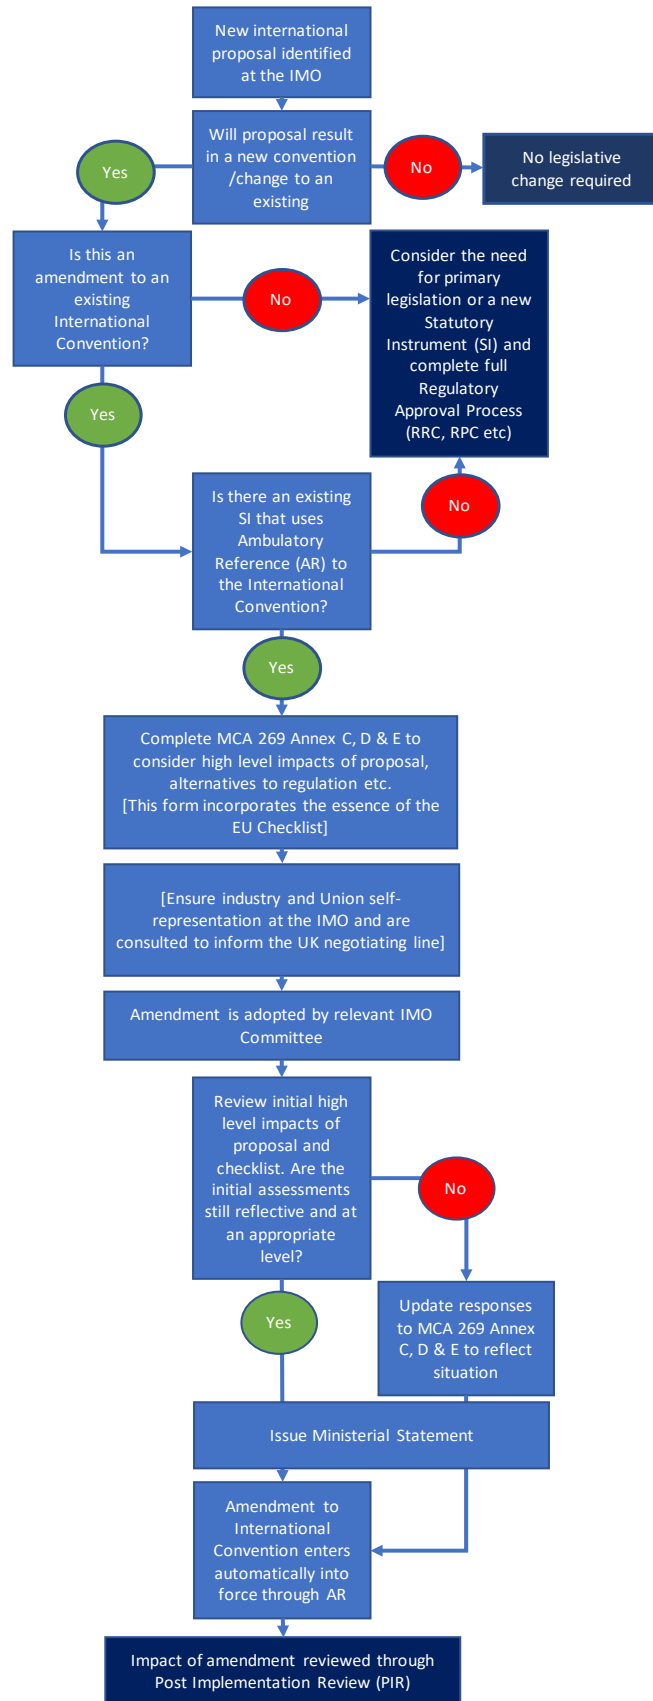 New international
proposal identified
at the IMO
Will proposal result
in a new convention
/change to an
existing
Yes
No
No legislative
change required
Is this an
amendment to an
existing
International
Convention?
No
Consider the need
for primary
legislation or a new
Statutory
Instrument (SI) and
complete full
Regulatory
Approval Process
(RRC, RPC etc)
Yes
Is there an existing
SI that uses
Ambulatory
Reference (AR) to
the International
Convention?
No
Yes
Complete MCA 269 Annex C, D & E to
consider high level impacts of proposal,
alternatives to regulation etc.
[This form incorporates the essence of the
EU Checklist]
[Ensure industry and Union self-
representation at the IMO and are
consulted to inform the UK negotiating line]
Amendment is adopted by relevant IMO
Committee
Review initial high
level impacts of
proposal and
checklist. Are the
initial assessments
still reflective and at
an appropriate
level?
No
Yes
Update responses
to MCA 269 Annex
C, D & E to reflect
situation
Issue Ministerial Statement
Amendment to
International
Convention enters
automatically into
force through AR
Impact of amendment reviewed through
Post Implementation Review (PIR)